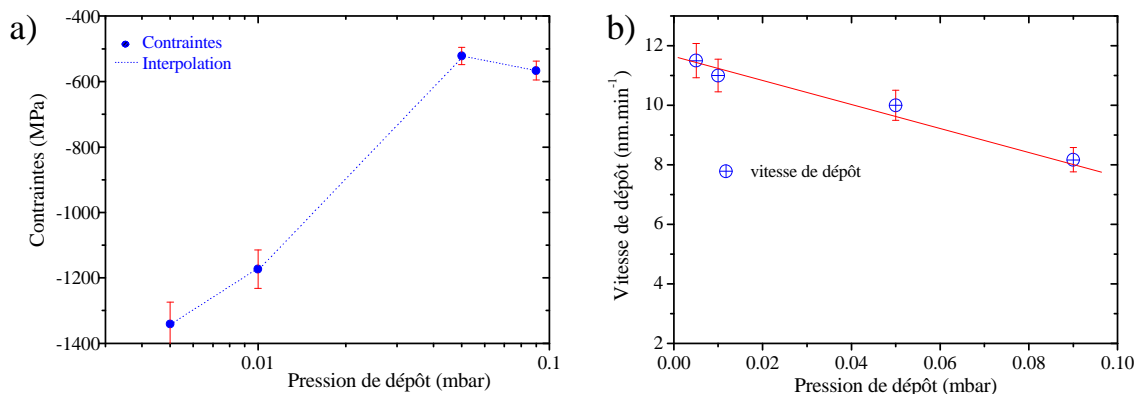 a)
Contraintes
Interpolation
Contraintes (MPa)
-400
-600
-800
-1000
-1200
-1400
0.01
0.1
Pression de dépôt (mbar)
b)
vitesse de dépôt
Vitesse de dépôt (nm.min-1)
12
10
8
6
4
2
0.00
0.02
0.04
0.06
0.08
0.10
Pression de dépôt (mbar)